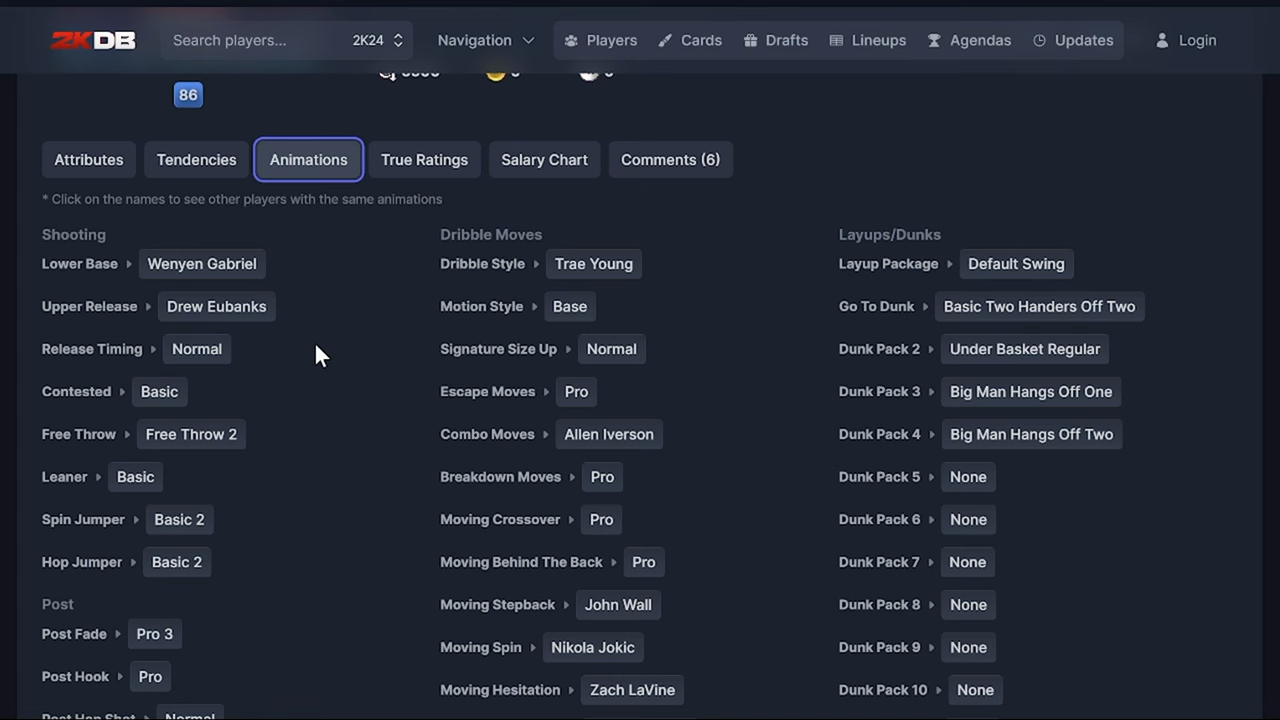 2KDB Search players... 2K24 Navigation Players Cards Drafts Lineups Agendas Updates Login
86
Attributes Tendencies Animations True Ratings Salary Chart Comments (6)
* Click on the names to see other players with the same animations
Shooting
Lower Base Wenyen Gabriel
Upper Release Drew Eubanks
Release Timing Normal
Contested Basic
Free Throw Free Throw 2
Leaner Basic
Spin Jumper Basic 2
Hop Jumper Basic 2
Post
Post Fade Pro 3
Post Hook Pro
Post Hop Shot Normal
Dribble Moves
Dribble Style Trae Young
Motion Style Base
Signature Size Up Normal
Escape Moves Pro
Combo Moves Allen Iverson
Breakdown Moves Pro
Moving Crossover Pro
Moving Behind The Back Pro
Moving Stepback John Wall
Moving Spin Nikola Jokic
Moving Hesitation Zach LaVine
Layups/Dunks
Layup Package Default Swing
Go To Dunk Basic Two Handers Off Two
Dunk Pack 2 Under Basket Regular
Dunk Pack 3 Big Man Hangs Off One
Dunk Pack 4 Big Man Hangs Off Two
Dunk Pack 5 None
Dunk Pack 6 None
Dunk Pack 7 None
Dunk Pack 8 None
Dunk Pack 9 None
Dunk Pack 10 None